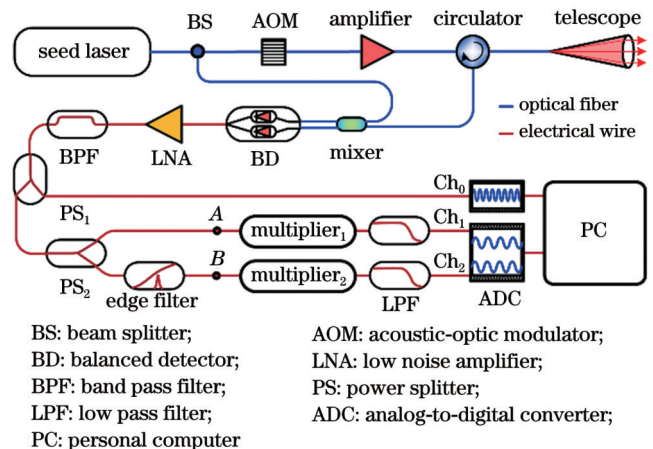 BS AOM amplifier circulator telescope
seed laser
optical fiber
electrical wire
BPF LNA BD mixer
PS₁ Ch₀
A multiplier₁ Ch₁ PC
B multiplier₂ Ch₂
PS₂ edge filter LPF ADC
BS: beam splitter; AOM: acoustic-optic modulator;
BD: balanced detector; LNA: low noise amplifier;
BPF: band pass filter; PS: power splitter;
LPF: low pass filter; ADC: analog-to-digital converter;
PC: personal computer